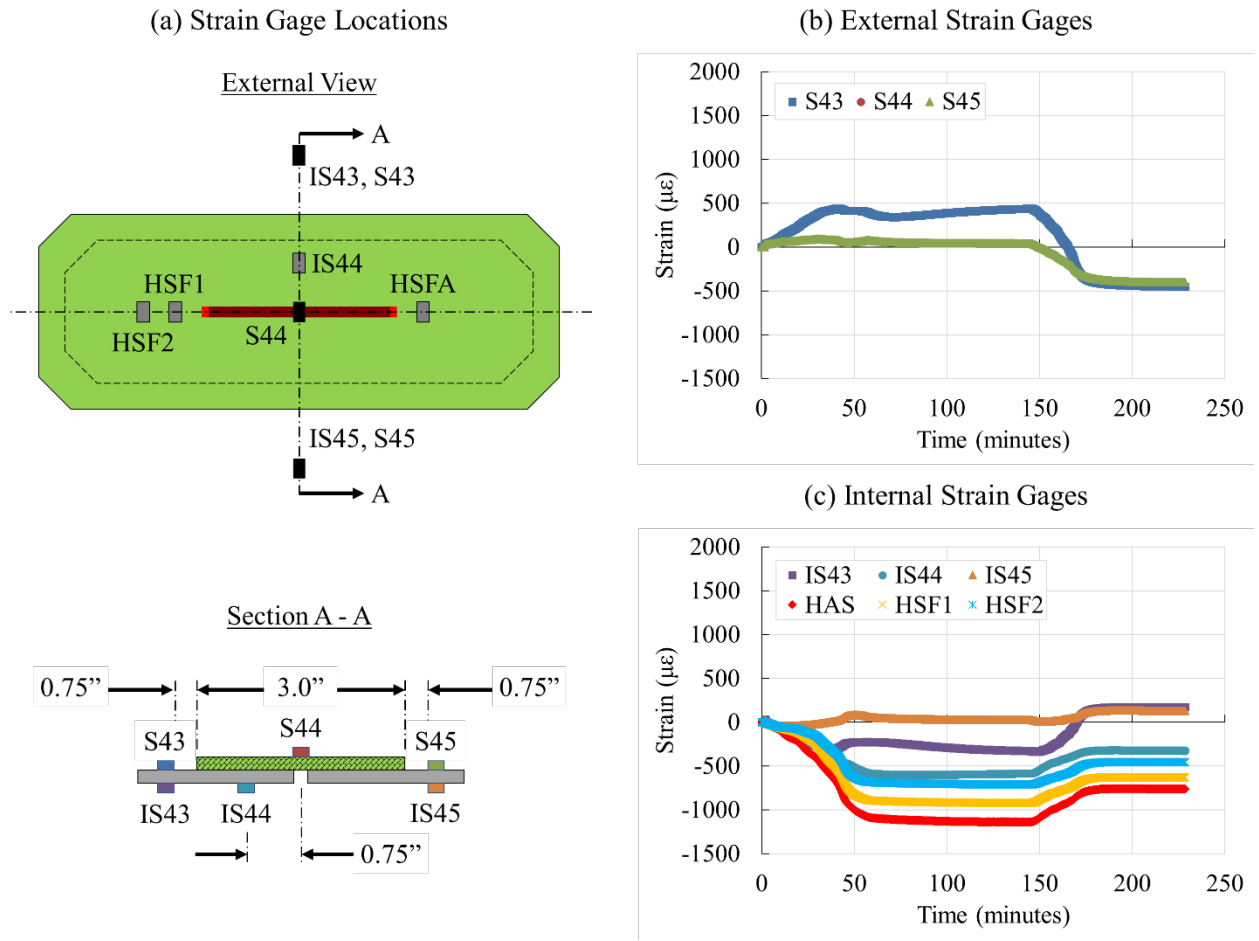 (a) Strain Gage Locations
External View
A
IS43, S43
IS44
HSF1
HSFA
S44
HSF2
IS45, S45
A
Section A - A
0.75”
3.0”
0.75”
S44
S43
S45
IS43
IS44
IS45
0.75”
(b) External Strain Gages
2000
1500
1000
500
0
-500
-1000
-1500
Strain (µε)
S43 S44 S45
0 50 100 150 200 250
Time (minutes)
(c) Internal Strain Gages
2000
1500
1000
500
0
-500
-1000
-1500
Strain (µε)
IS43 IS44 IS45
HAS HSF1 HSF2
0 50 100 150 200 250
Time (minutes)